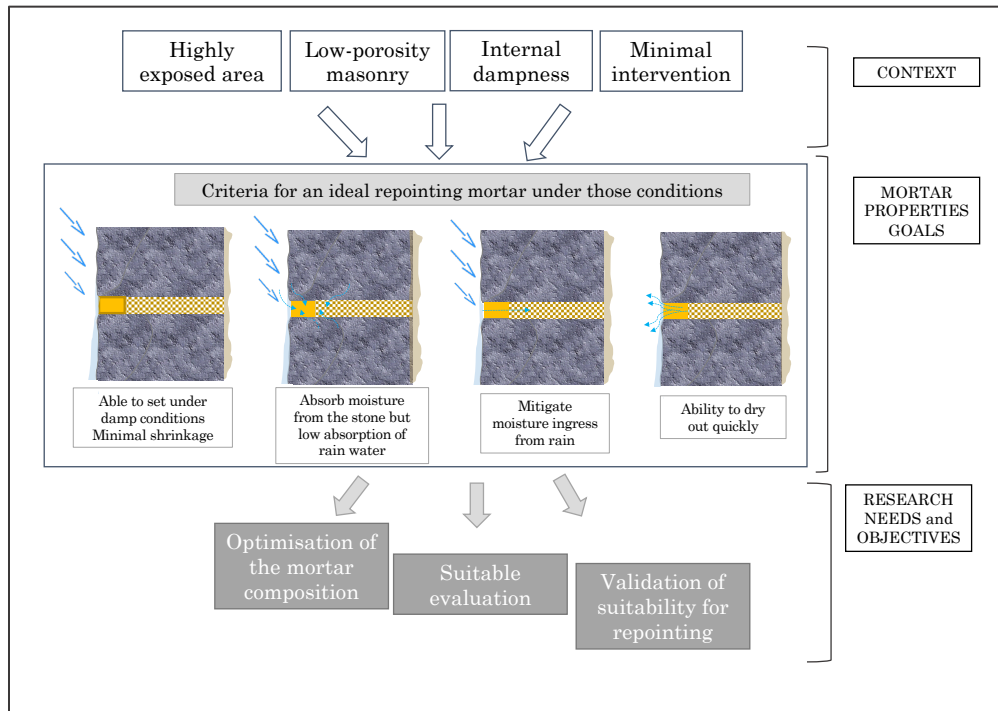 Highly
exposed area
Low-porosity
masonry
Internal
dampness
Minimal
intervention
CONTEXT
Criteria for an ideal repointing mortar under those conditions
MORTAR
PROPERTIES
GOALS
Able to set under
damp conditions
Minimal shrinkage
Absorb moisture
from the stone but
low absorption of
rain water
Mitigate
moisture ingress
from rain
Ability to dry
out quickly
RESEARCH
NEEDS and
OBJECTIVES
Optimisation of
the mortar
composition
Suitable
evaluation
Validation of
suitability for
repointing